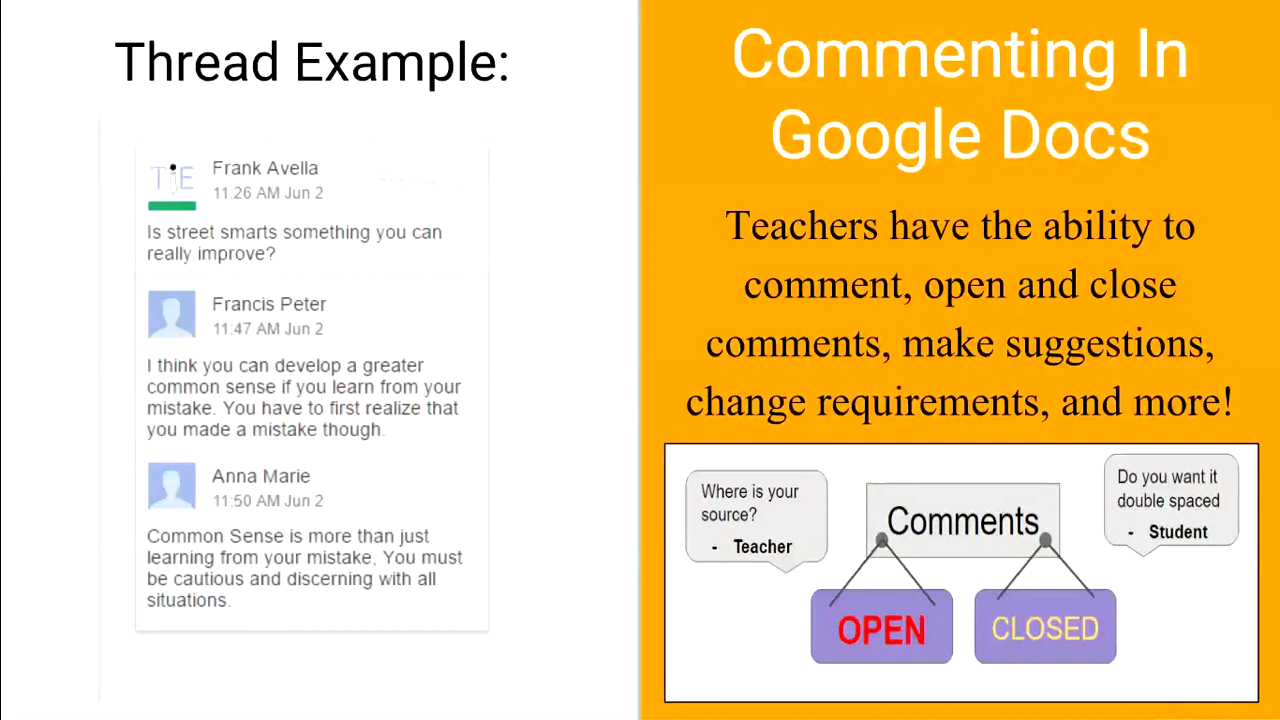 Thread Example:
TiE
Frank Avella
11:26 AM Jun 2
Is street smarts something you can
really improve?
Francis Peter
11:47 AM Jun 2
I think you can develop a greater
common sense if you learn from your
mistake. You have to first realize that
you made a mistake though.
Anna Marie
11:50 AM Jun 2
Common Sense is more than just
learning from your mistake, You must
be cautious and discerning with all
situations.
Commenting In
Google Docs
Teachers have the ability to
comment, open and close
comments, make suggestions,
change requirements, and more!
Where is your
source?
- Teacher
Comments
Do you want it
double spaced
- Student
OPEN
CLOSED